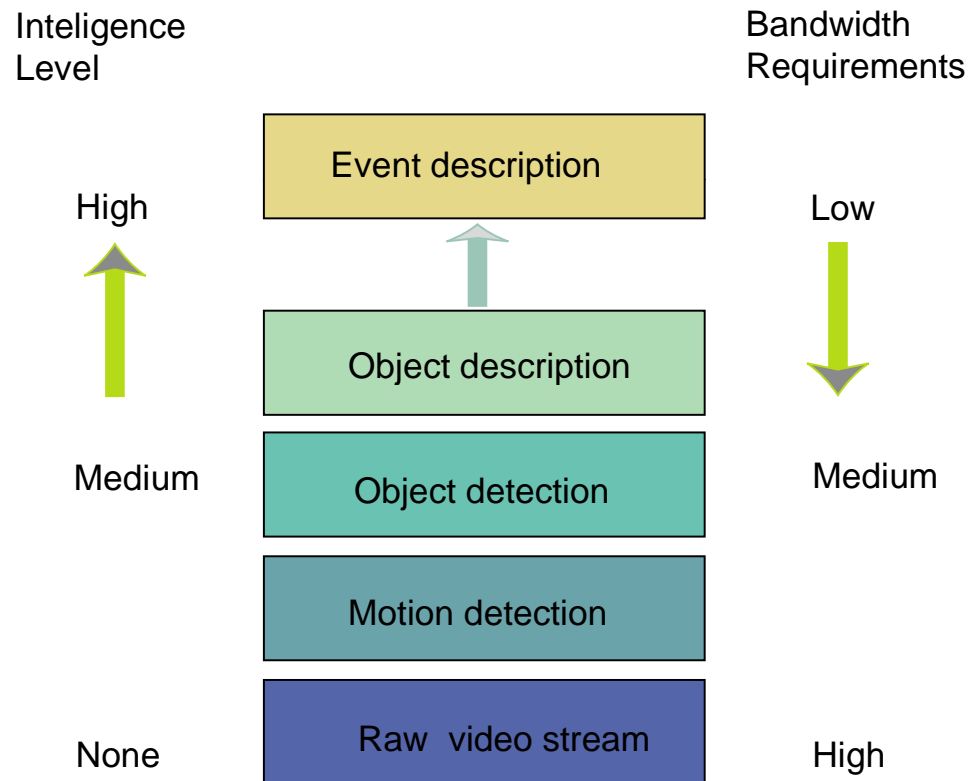 Inteligence
Level
Bandwidth
Requirements
Event description
High
Low
Object description
Medium
Object detection
Medium
Motion detection
None
Raw video stream
High